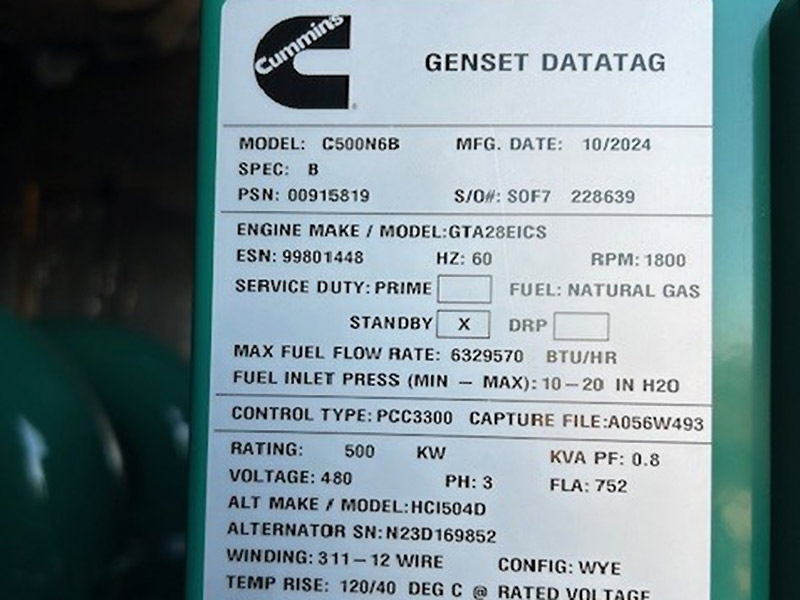 Cummins
GENSET DATATAG
MODEL: C500N6B MFG. DATE: 10/2024
SPEC: B
PSN: 00915819 S/O#: SOF7 228639
ENGINE MAKE / MODEL:GTA28EICS
ESN: 99801448 HZ: 60 RPM: 1800
SERVICE DUTY: PRIME FUEL: NATURAL GAS
STANDBY X DRP
MAX FUEL FLOW RATE: 6329570 BTU/HR
FUEL INLET PRESS (MIN – MAX): 10–20 IN H2O
CONTROL TYPE: PCC3300 CAPTURE FILE:A056W493
RATING: 500 KW KVA PF: 0.8
VOLTAGE: 480 PH: 3 FLA: 752
ALT MAKE / MODEL:HCI504D
ALTERNATOR SN: N23D169852
WINDING: 311–12 WIRE CONFIG: WYE
TEMP RISE: 120/40 DEG C @ RATED VOLTAGE